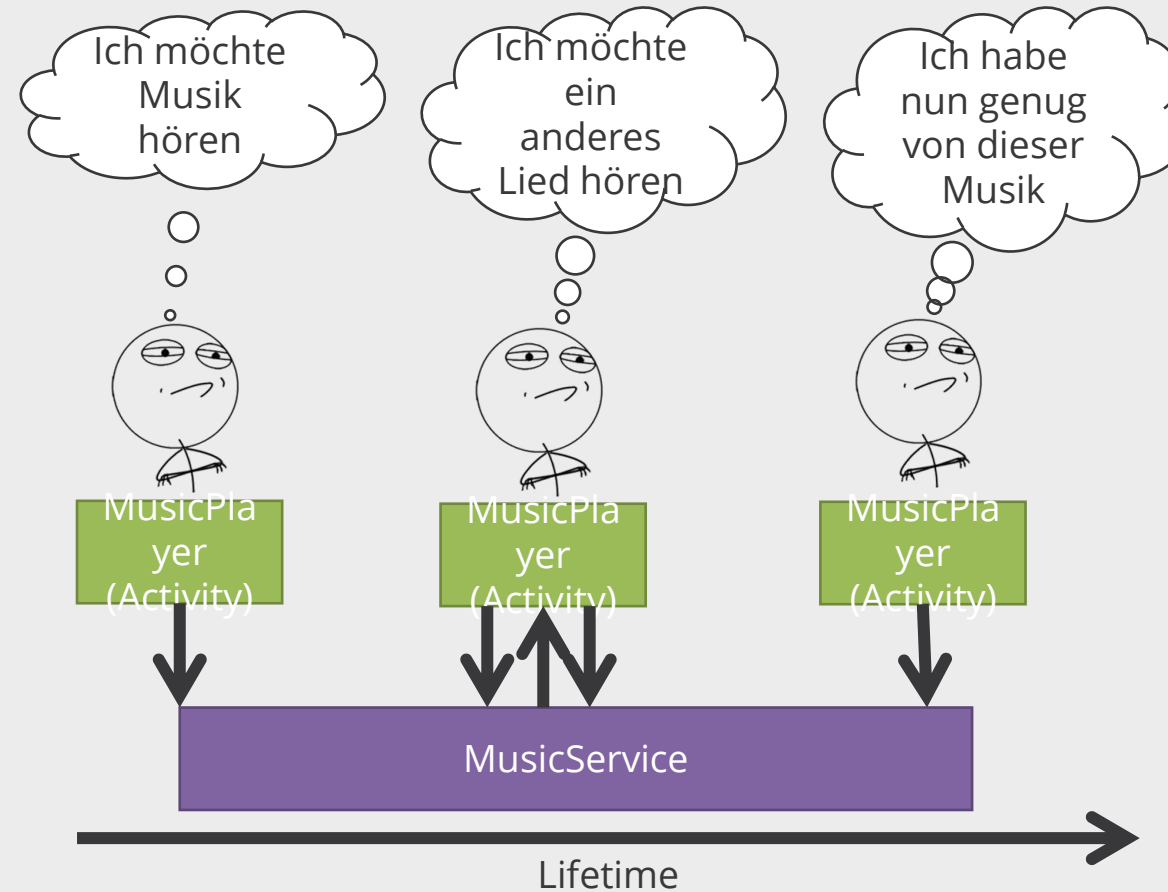 Ich möchte
Musik
hören
Ich möchte
ein
anderes
Lied hören
Ich habe
nun genug
von dieser
Musik
MusicPla
yer
(Activity)
MusicPla
yer
(Activity)
MusicPla
yer
(Activity)
MusicService
Lifetime